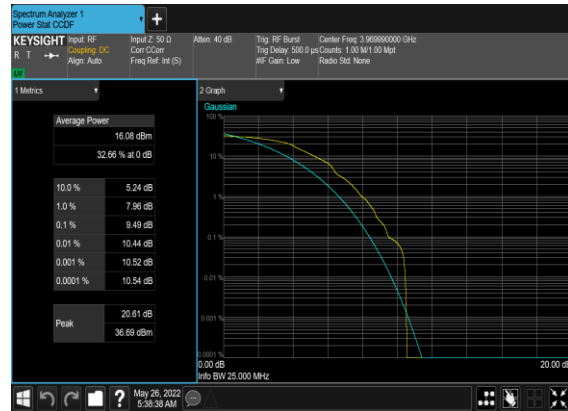 Spectrum Analyzer 1
Power Stat CCDF
KEYSIGHT
R T
Input: RF
Coupling: DC
Align: Auto
Input Z: 50 Ω
Corr CCorr
Freq Ref: Int (S)
Atten: 40 dB
Trig: RF Burst
Trig Delay: 500.0 µs
#IF Gain: Low
Center Freq: 3.969990000 GHz
Counts: 1.00 M/1.00 Mpt
Radio Std: None
1 Metrics
Average Power
16.08 dBm
32.66 % at 0 dB
10.0 % 5.24 dB
1.0 % 7.96 dB
0.1 % 9.49 dB
0.01 % 10.44 dB
0.001 % 10.52 dB
0.0001 % 10.54 dB
Peak
20.61 dB
36.69 dBm
2 Graph
Gaussian
100 %
10 %
1 %
0.1 %
0.01 %
0.001 %
0.0001 %
0.00 dB
20.00 dB
Info BW 25.000 MHz
?
May 26, 2022
5:38:38 AM